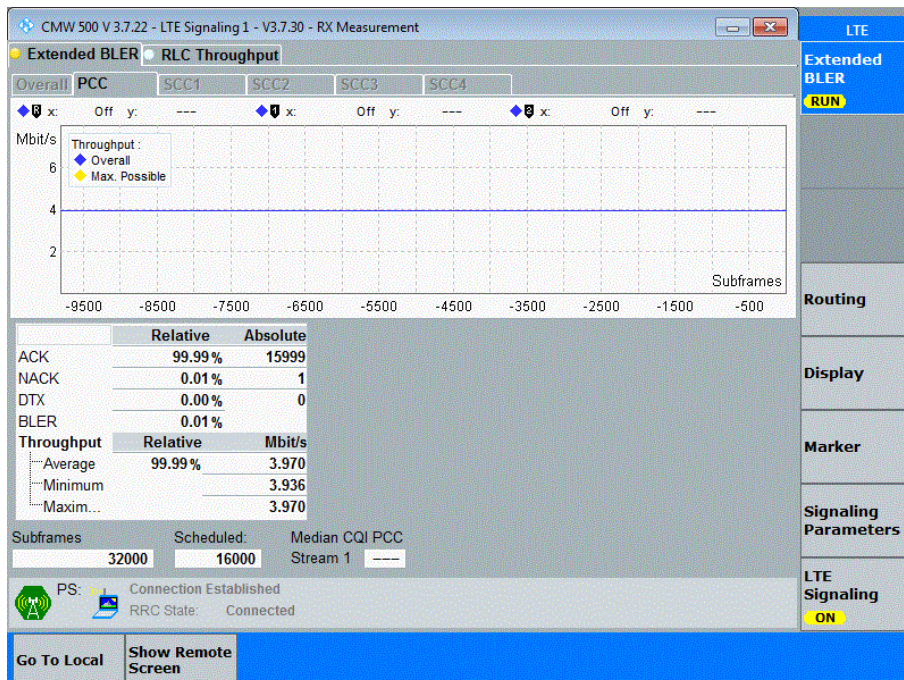 CMW 500 V 3.7.22 - LTE Signaling 1 - V3.7.30 - RX Measurement
LTE
Extended BLER RLC Throughput
Extended BLER
RUN
Overall PCC SCC1 SCC2 SCC3 SCC4
x: Off y: --- 1 x: Off y: --- 2 x: Off y: ---
Mbit/s
Throughput :
Overall
Max. Possible
6
4
2
Subframes
-9500 -8500 -7500 -6500 -5500 -4500 -3500 -2500 -1500 -500
Routing
Display
Marker
Signaling Parameters
LTE Signaling
ON
Relative Absolute
ACK 99.99 % 15999
NACK 0.01 % 1
DTX 0.00 % 0
BLER 0.01 %
Throughput Relative Mbit/s
Average 99.99 % 3.970
Minimum 3.936
Maxim... 3.970
Subframes Scheduled: Median CQI PCC
32000 16000 Stream 1 ---
PS: Connection Established
RRC State: Connected
Go To Local
Show Remote Screen